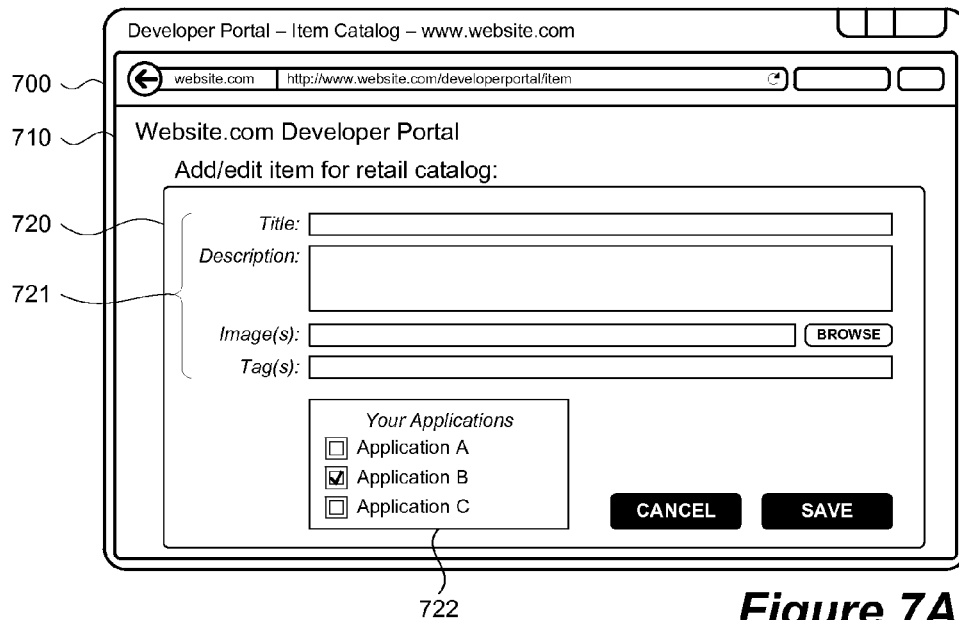 Developer Portal – Item Catalog – www.website.com
700
website.com http://www.website.com/developerportal/item
710
Website.com Developer Portal
Add/edit item for retail catalog:
720
Title:
Description:
721
Image(s): BROWSE
Tag(s):
Your Applications
Application A
Application B
Application C
CANCEL SAVE
722
Figure 7A